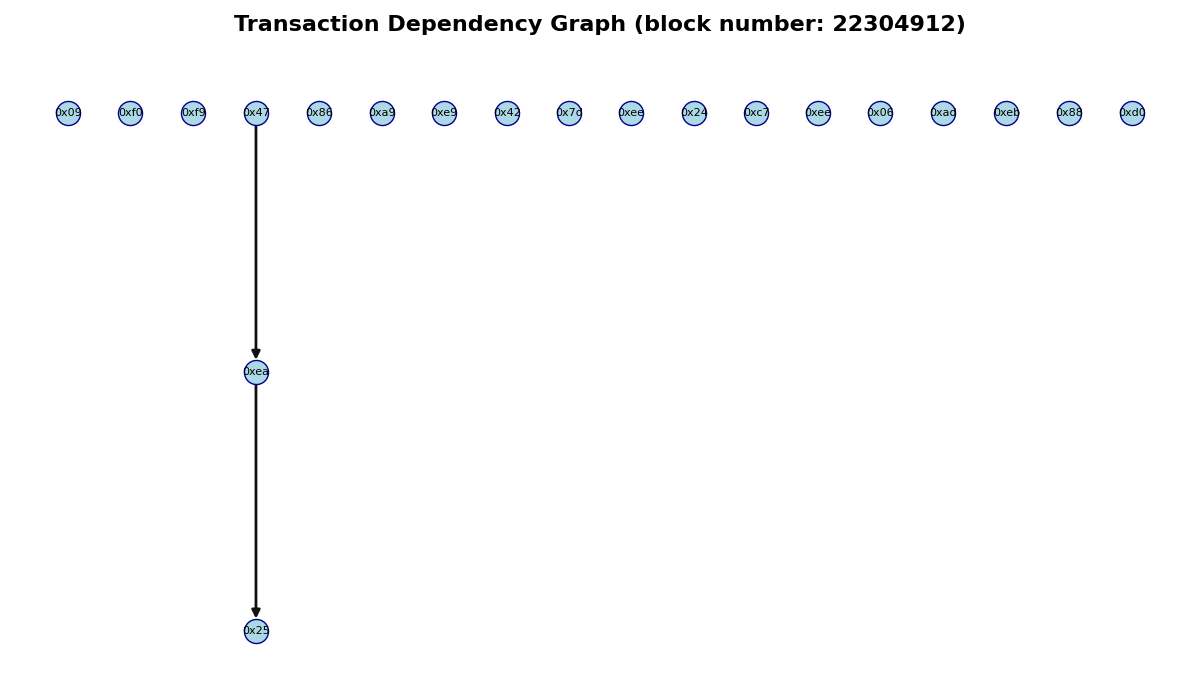 Transaction Dependency Graph (block number: 22304912)
0x09 0xf0 0xf9 0x47 0x86 0xa9 0xe9 0x42 0x7d 0xee 0x24 0xc7 0xee 0x06 0xad 0xeb 0x88 0xd0
0xea
0x25